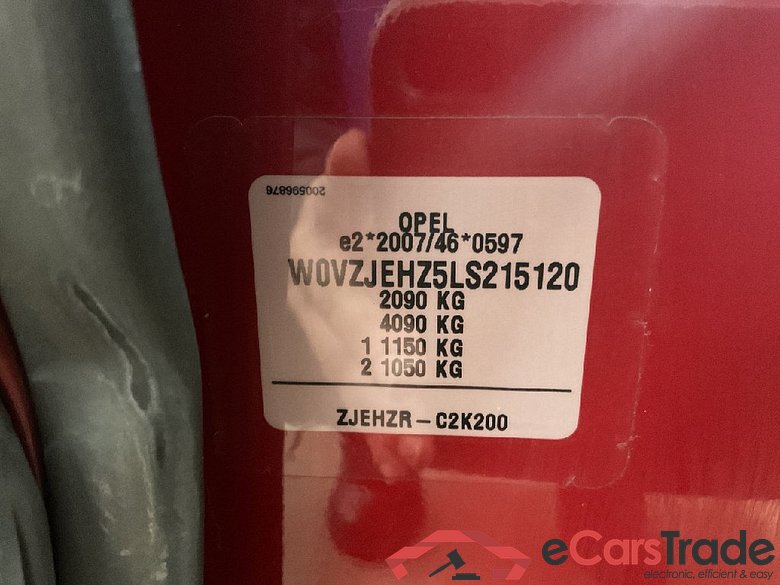 200596876
OPEL
e2*2007/46*0597
W0VZJEHZ5LS215120
2090 KG
4090 KG
1 1150 KG
2 1050 KG
ZJEHZR-C2K200
eCarsTrade
electronic, efficient & easy